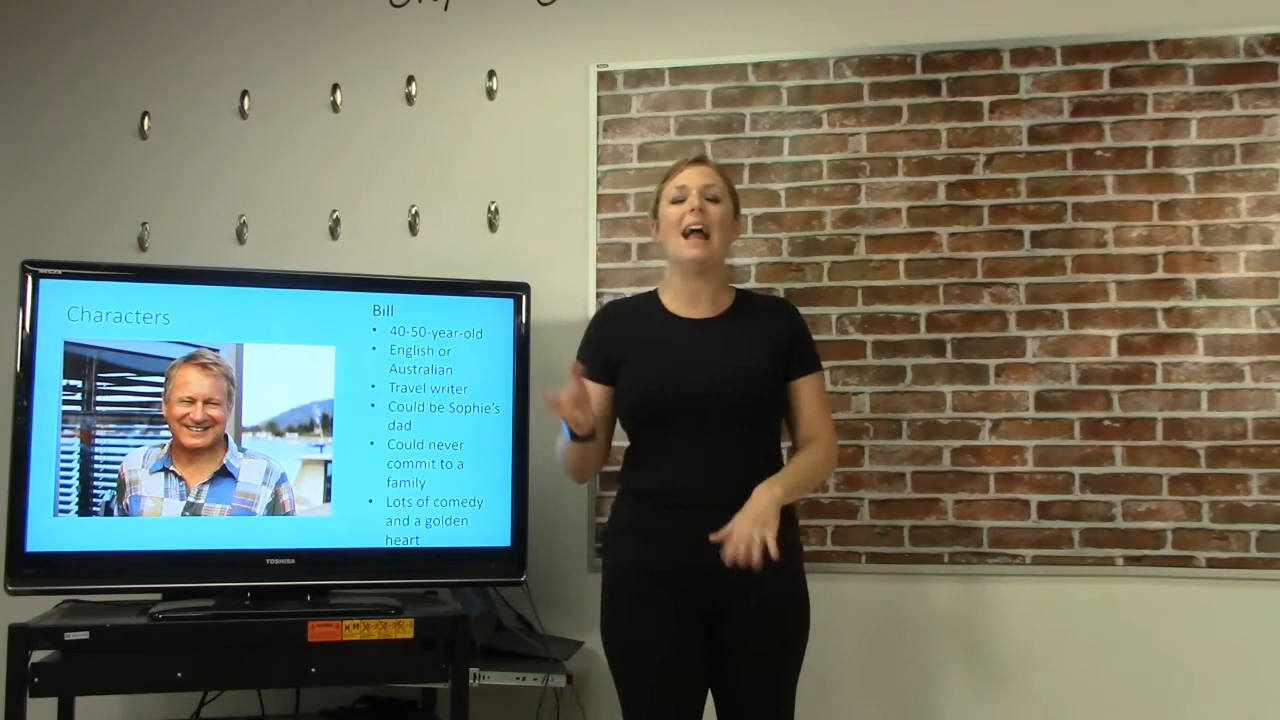 Characters
Bill
• 40-50-year-old
• English or
Australian
• Travel writer
• Could be Sophie's
dad
• Could never
commit to a
family
• Lots of comedy
and a golden
heart
TOSHIBA